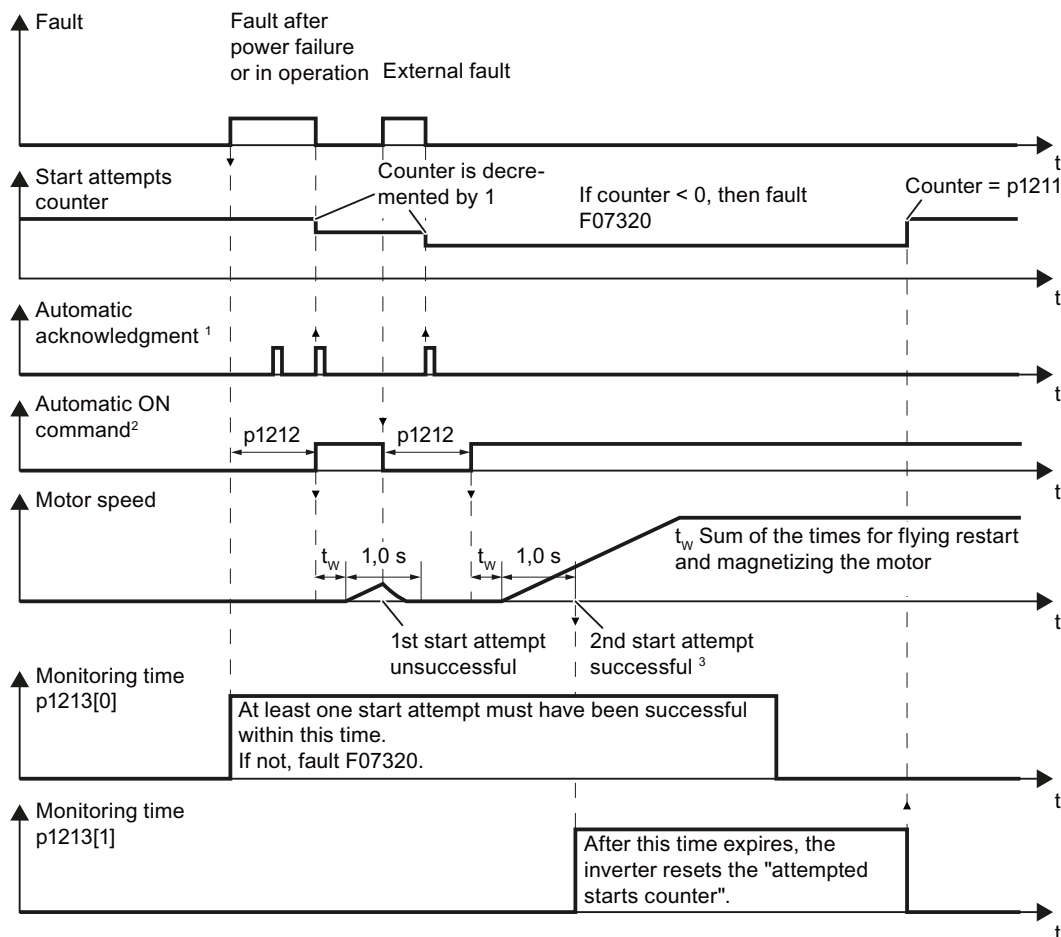 Fault
Fault after
power failure
or in operation
External fault
t
Start attempts
counter
Counter is decre-
mented by 1
If counter < 0, then fault
F07320
Counter = p1211
t
Automatic
acknowledgment 1
t
Automatic ON
command2
p1212
p1212
t
Motor speed
tW
1,0 s
tW
1,0 s
tW Sum of the times for flying restart
and magnetizing the motor
t
1st start attempt
unsuccessful
2nd start attempt
successful 3
Monitoring time
p1213[0]
At least one start attempt must have been successful
within this time.
If not, fault F07320.
t
Monitoring time
p1213[1]
After this time expires, the
inverter resets the "attempted
starts counter".
t